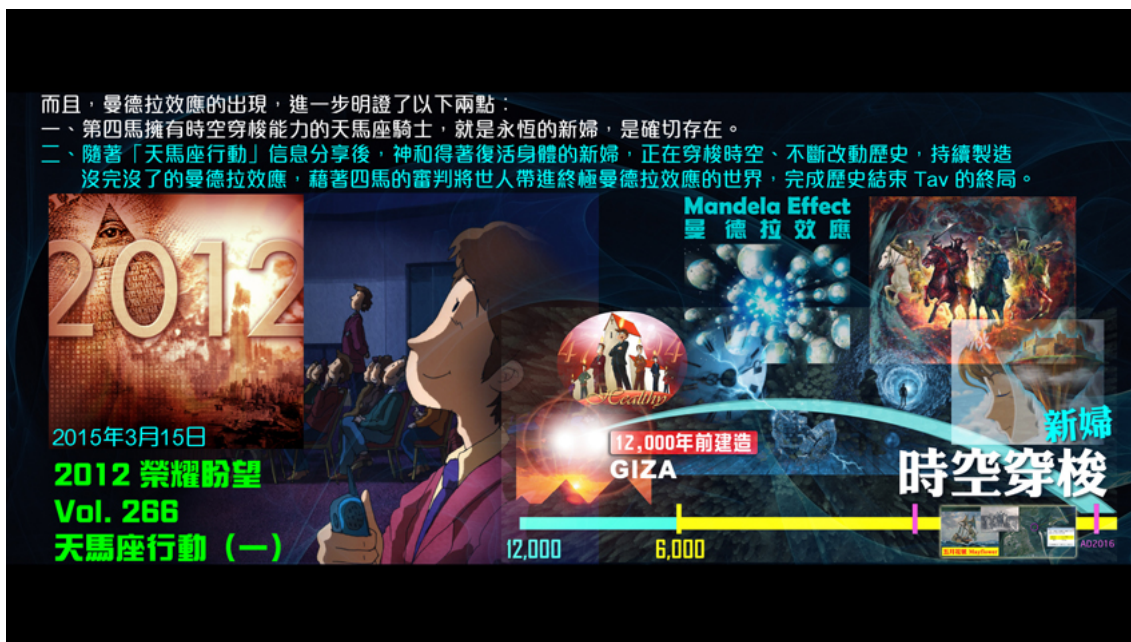 而且，曼德拉效應的出現，進一步明證了以下兩點：
一、第四馬擁有時空穿梭能力的天馬座騎士，就是永恆的新婦，是確切存在。
二、隨著「天馬座行動」信息分享後，神和得著復活身體的新婦，正在穿梭時空、不斷改動歷史，持續製造
沒完沒了的曼德拉效應，藉著四馬的審判將世人帶進終極曼德拉效應的世界，完成歷史結束 Tav 的終局。
2012
Mandela Effect
曼德拉效應
4
4
Healthy
2015年3月15日
2012 榮耀盼望
Vol. 266
天馬座行動（一）
12,000年前建造
GIZA
新婦
時空穿梭
12,000
6,000
五月花號 Mayflower
AD2016